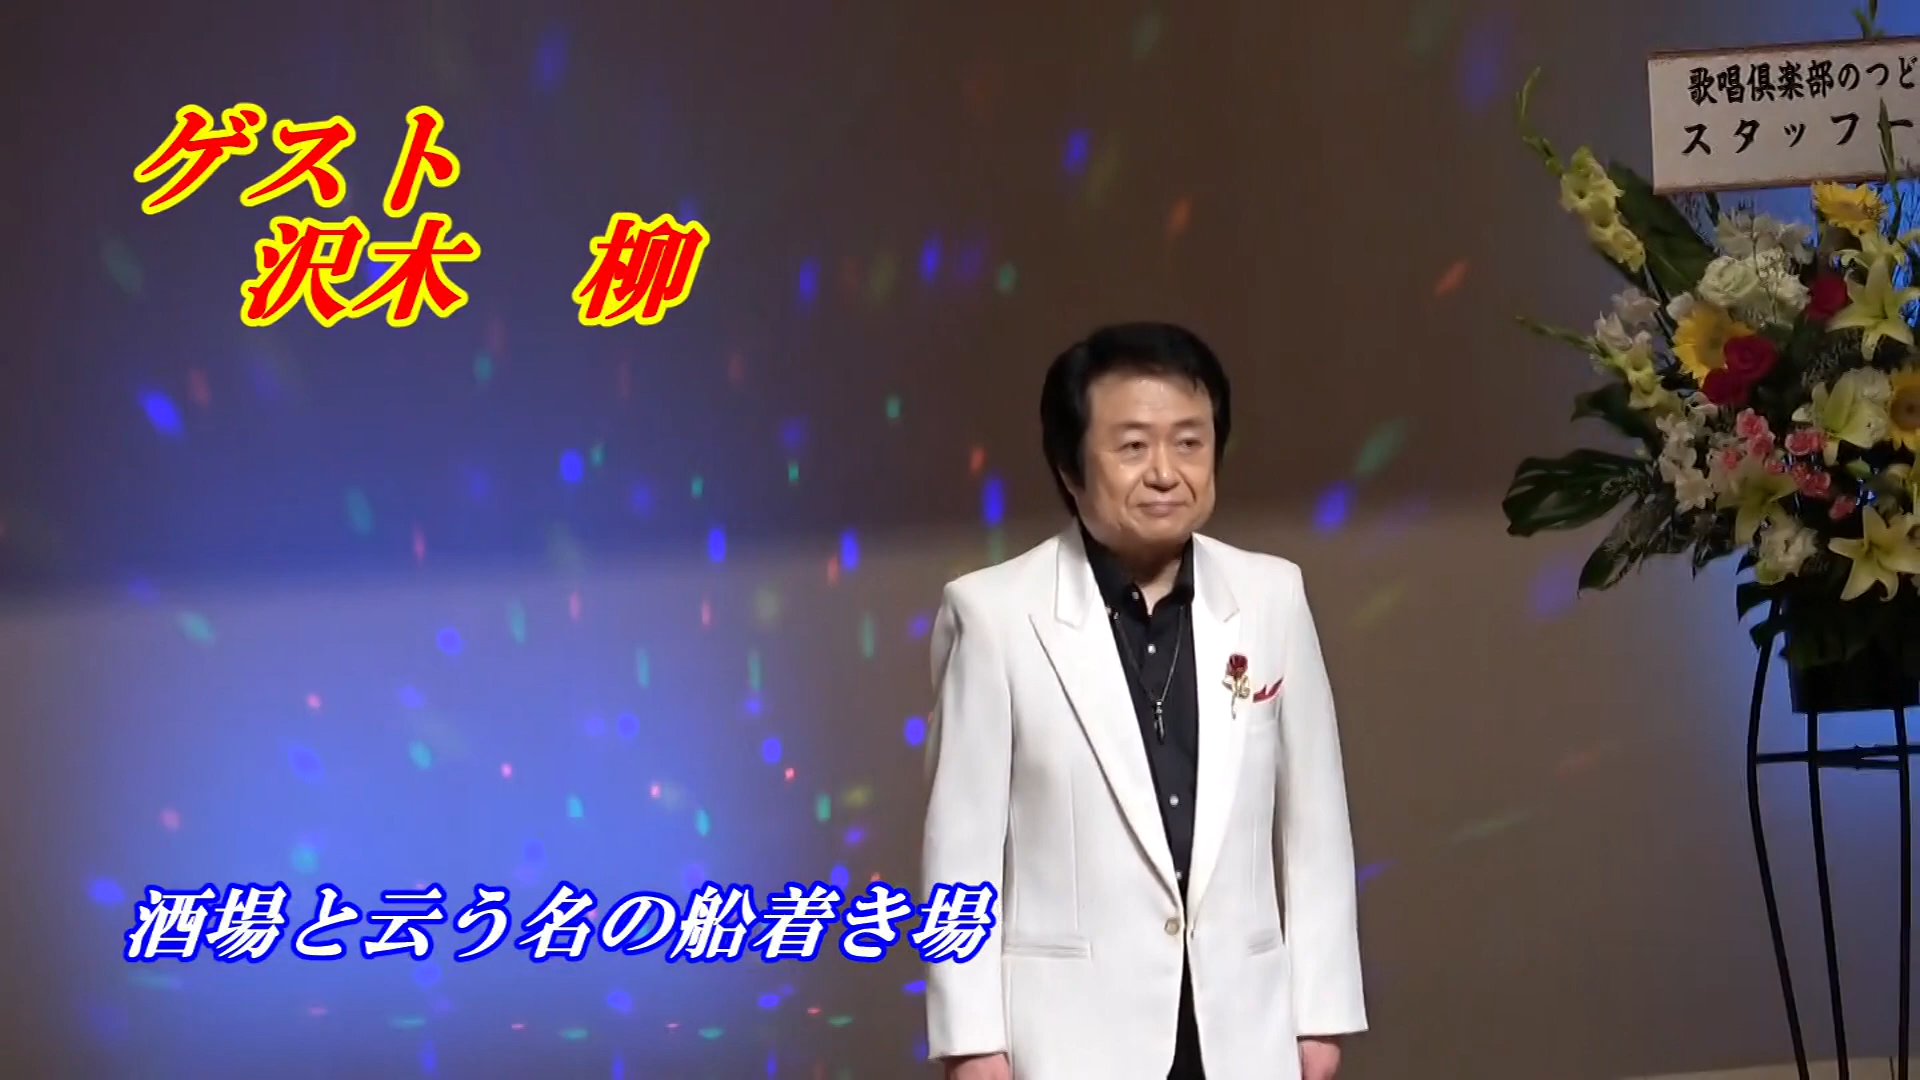 ゲスト
沢木　柳
酒場と云う名の船着き場
歌唱倶楽部のつど
スタッフ一